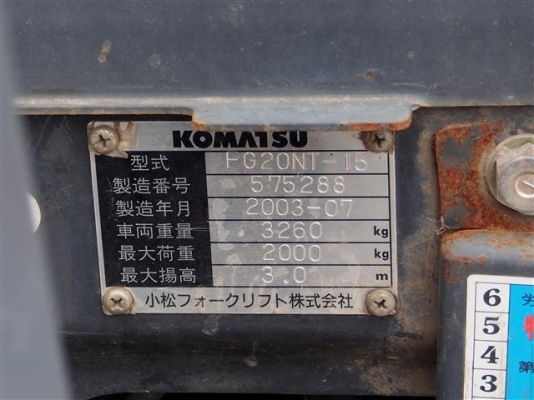 KOMATSU
型式 FG20NT-15
製造番号 575288
製造年月 2003-07
車両重量 3260 kg
最大荷重 2000 kg
最大揚高 3.0 m
小松フォークリフト株式会社
6 労
5
4 第
3